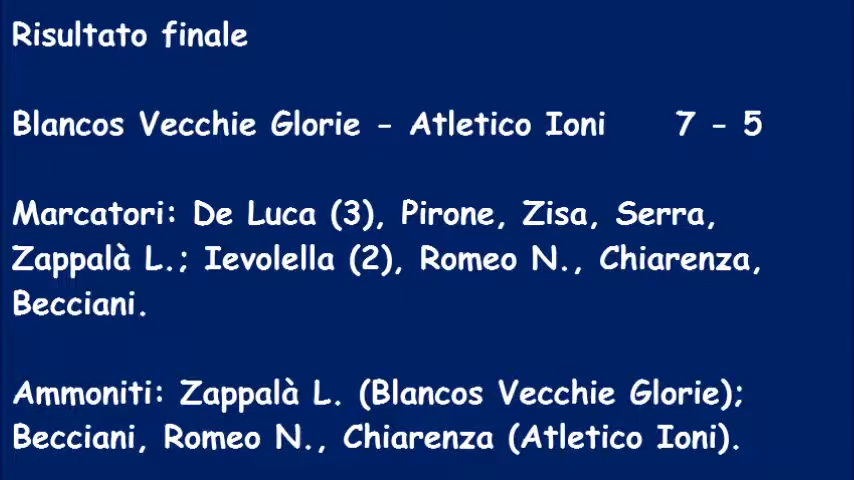 Risultato finale
Blancos Vecchie Glorie - Atletico Ioni 7 - 5
Marcatori: De Luca (3), Pirone, Zisa, Serra,
Zappalà L.; Ievolella (2), Romeo N., Chiarenza,
Becciani.
Ammoniti: Zappalà L. (Blancos Vecchie Glorie);
Becciani, Romeo N., Chiarenza (Atletico Ioni).